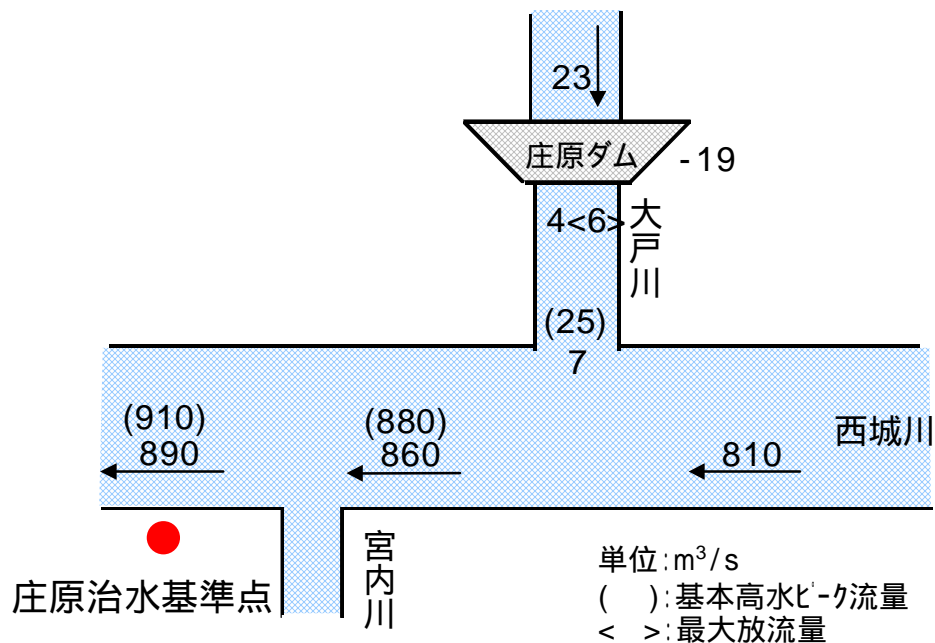 23
庄原ダム
-19
4<6>
大戸川
(25)
7
(910)
890
(880)
860
810
西城川
宮内川
庄原治水基準点
単位:m³/s
( ):基本高水ピーク流量
< >:最大放流量